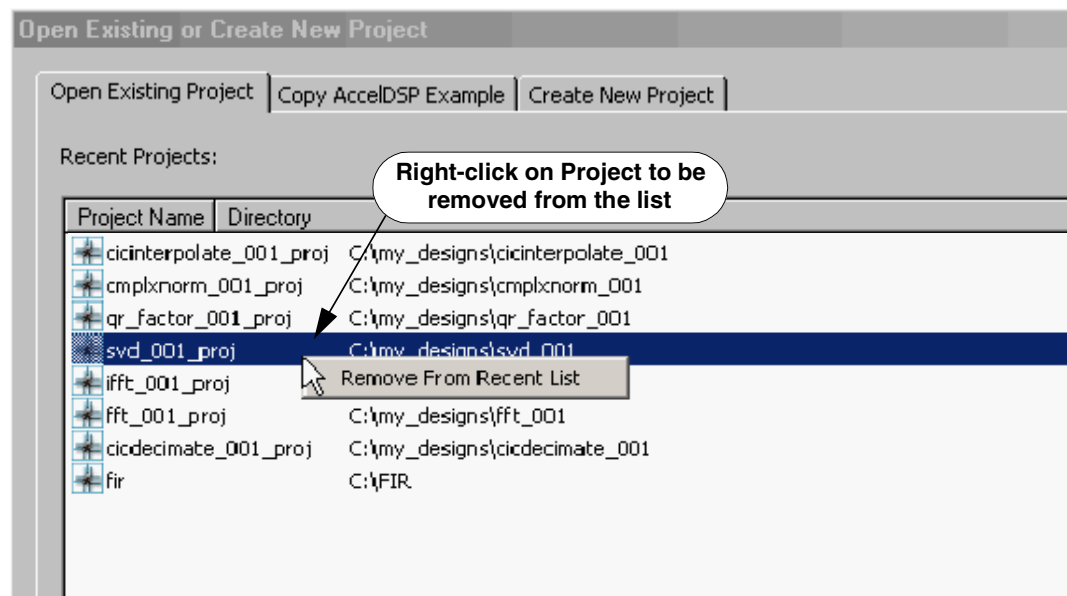 Open Existing or Create New Project
Open Existing Project Copy AccelDSP Example Create New Project
Recent Projects:
Right-click on Project to be
removed from the list
Project Name Directory
cicinterpolate_001_proj C:\my_designs\cicinterpolate_001
cmplxnorm_001_proj C:\my_designs\cmplxnorm_001
qr_factor_001_proj C:\my_designs\qr_factor_001
svd_001_proj C:\my_designs\svd_001
ifft_001_proj
Remove From Recent List
fft_001_proj C:\my_designs\fft_001
cicdecimate_001_proj C:\my_designs\cicdecimate_001
fir C:\FIR